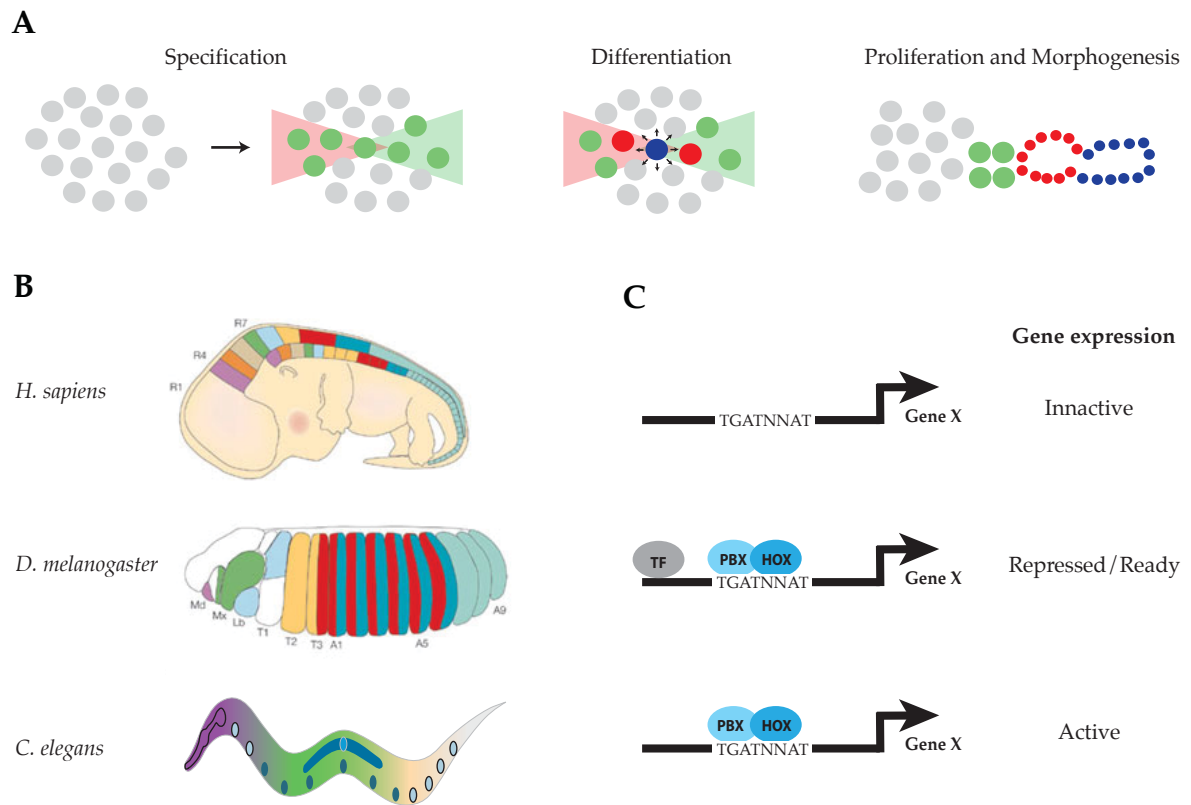 A
Specification
Differentiation
Proliferation and Morphogenesis
B
H. sapiens
R7
R4
R1
D. melanogaster
Md
Mx
Lb
T1
T2
T3
A1
A5
A9
C. elegans
C
Gene expression
TGATNNAT
Gene X
Innactive
TF
PBX
HOX
TGATNNAT
Gene X
Repressed/Ready
PBX
HOX
TGATNNAT
Gene X
Active